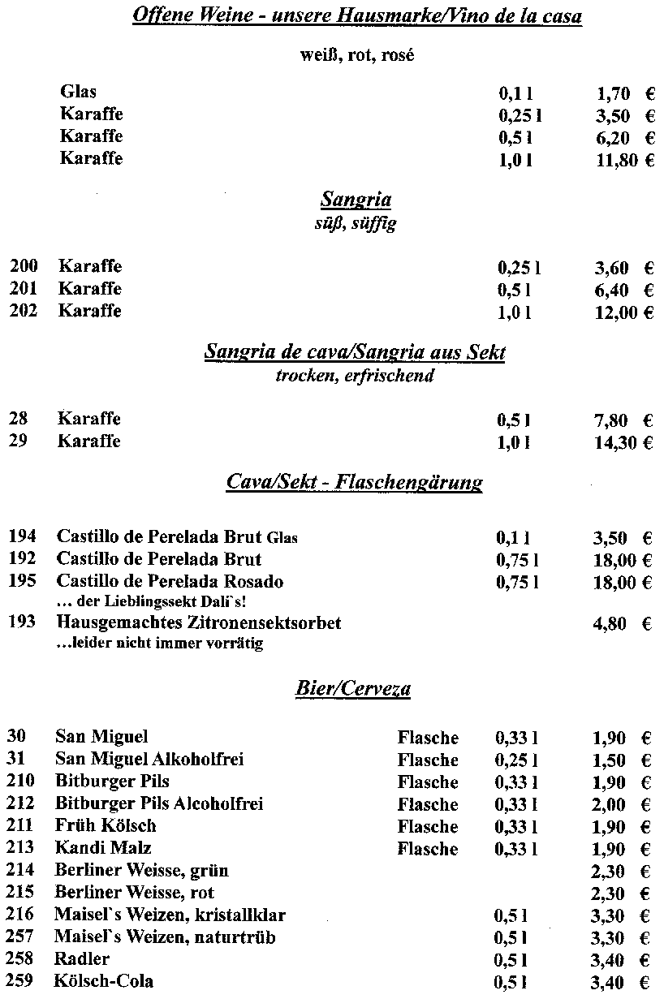 Offene Weine - unsere Hausmarke/Vino de la casa
weiß, rot, rosé
Glas 0,1 l 1,70 €
Karaffe 0,25 l 3,50 €
Karaffe 0,5 l 6,20 €
Karaffe 1,0 l 11,80 €
Sangria
süß, süffig
200 Karaffe 0,25 l 3,60 €
201 Karaffe 0,5 l 6,40 €
202 Karaffe 1,0 l 12,00 €
Sangria de cava/Sangria aus Sekt
trocken, erfrischend
28 Karaffe 0,5 l 7,80 €
29 Karaffe 1,0 l 14,30 €
Cava/Sekt - Flaschengärung
194 Castillo de Perelada Brut Glas 0,1 l 3,50 €
192 Castillo de Perelada Brut 0,75 l 18,00 €
195 Castillo de Perelada Rosado 0,75 l 18,00 €
... der Lieblingssekt Dali`s!
193 Hausgemachtes Zitronensektsorbet 4,80 €
...leider nicht immer vorrätig
Bier/Cerveza
30 San Miguel Flasche 0,33 l 1,90 €
31 San Miguel Alkoholfrei Flasche 0,25 l 1,50 €
210 Bitburger Pils Flasche 0,33 l 1,90 €
212 Bitburger Pils Alcoholfrei Flasche 0,33 l 2,00 €
211 Früh Kölsch Flasche 0,33 l 1,90 €
213 Kandi Malz Flasche 0,33 l 1,90 €
214 Berliner Weisse, grün 2,30 €
215 Berliner Weisse, rot 2,30 €
216 Maisel`s Weizen, kristallklar 0,5 l 3,30 €
257 Maisel`s Weizen, naturtrüb 0,5 l 3,30 €
258 Radler 0,5 l 3,40 €
259 Kölsch-Cola 0,5 l 3,40 €